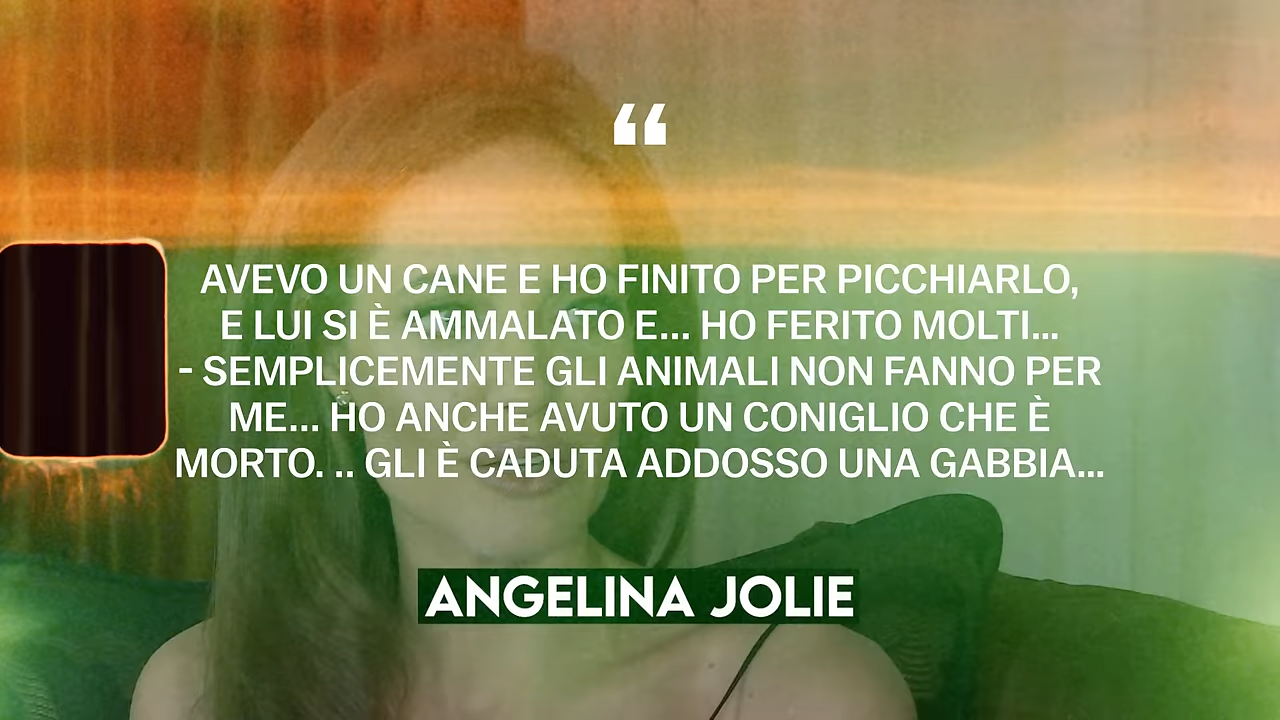 “
AVEVO UN CANE E HO FINITO PER PICCHIARLO,
E LUI SI È AMMALATO E... HO FERITO MOLTI...
- SEMPLICEMENTE GLI ANIMALI NON FANNO PER
ME... HO ANCHE AVUTO UN CONIGLIO CHE È
MORTO. .. GLI È CADUTA ADDOSSO UNA GABBIA...
ANGELINA JOLIE